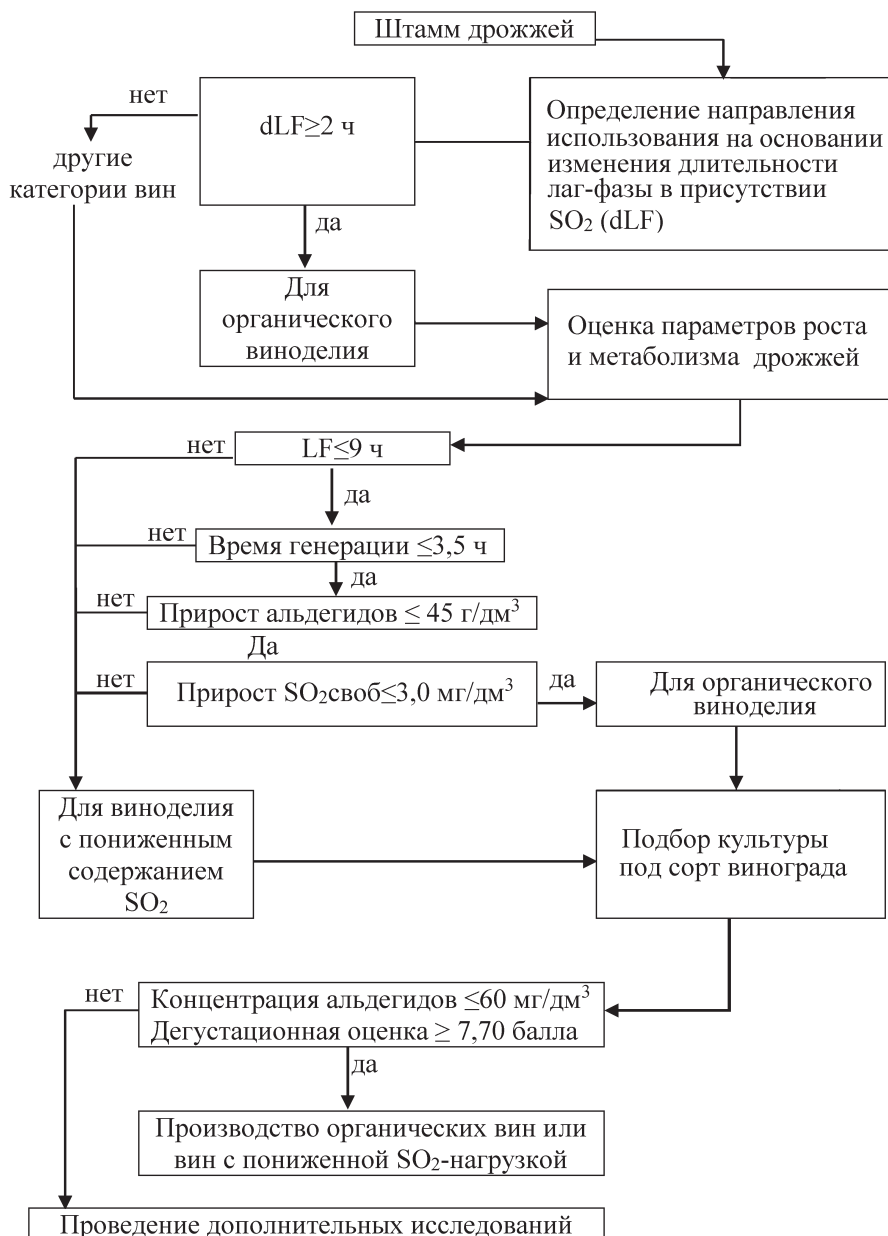 Штамм дрожжей
нет
dLF≥2 ч
Определение направления
использования на основании
изменения длительности
лаг-фазы в присутствии
SO₂ (dLF)
другие
категории вин
да
Для
органического
виноделия
Оценка параметров роста
и метаболизма дрожжей
нет
LF≤9 ч
да
нет
Время генерации ≤3,5 ч
да
нет
Прирост альдегидов ≤ 45 г/дм³
Да
нет
Прирост SO₂своб≤3,0 мг/дм³
да
Для органического
виноделия
Для виноделия
с пониженным
содержанием
SO₂
Подбор культуры
под сорт винограда
нет
Концентрация альдегидов ≤60 мг/дм³
Дегустационная оценка ≥ 7,70 балла
да
Производство органических вин или
вин с пониженной SO₂-нагрузкой
Проведение дополнительных исследований